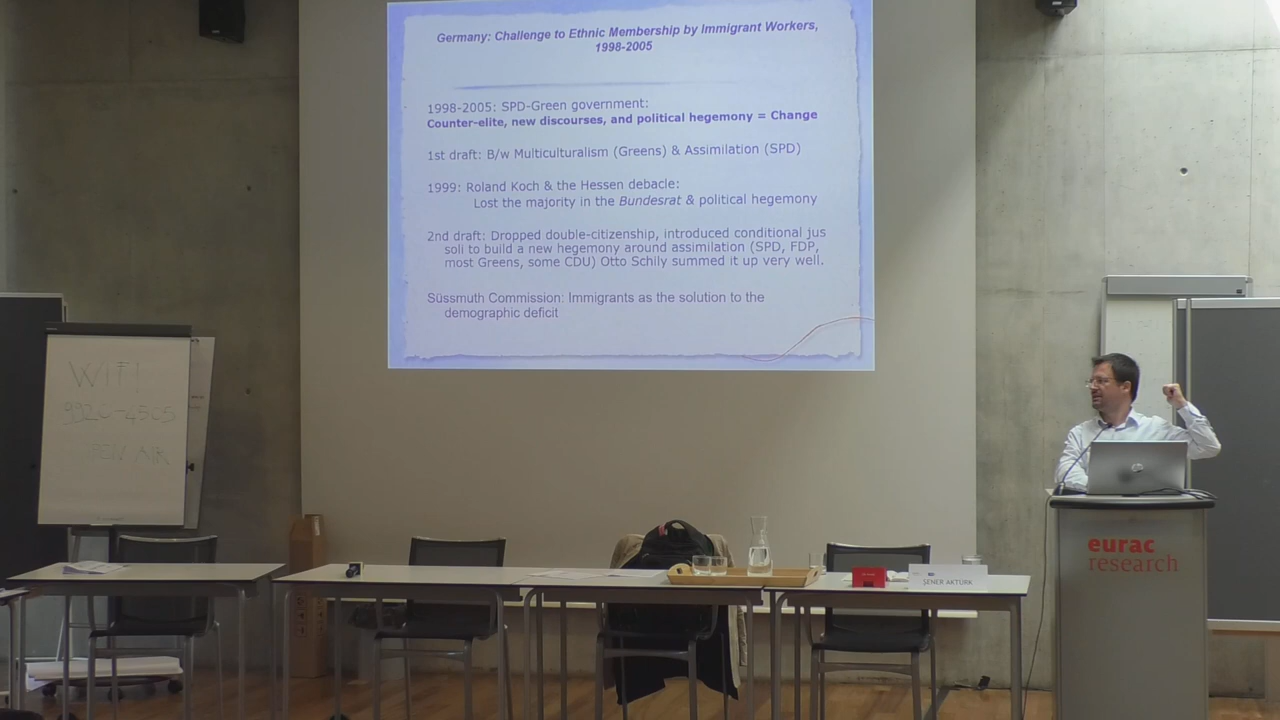 Germany: Challenge to Ethnic Membership by Immigrant Workers,
1998-2005
1998-2005: SPD-Green government:
Counter-elite, new discourses, and political hegemony = Change
1st draft: B/w Multiculturalism (Greens) & Assimilation (SPD)
1999: Roland Koch & the Hessen debacle:
Lost the majority in the Bundesrat & political hegemony
2nd draft: Dropped double-citizenship, introduced conditional jus
soli to build a new hegemony around assimilation (SPD, FDP,
most Greens, some CDU) Otto Schily summed it up very well.
Süssmuth Commission: Immigrants as the solution to the
demographic deficit
9920-4505
eurac
research
ŞENER AKTÜRK